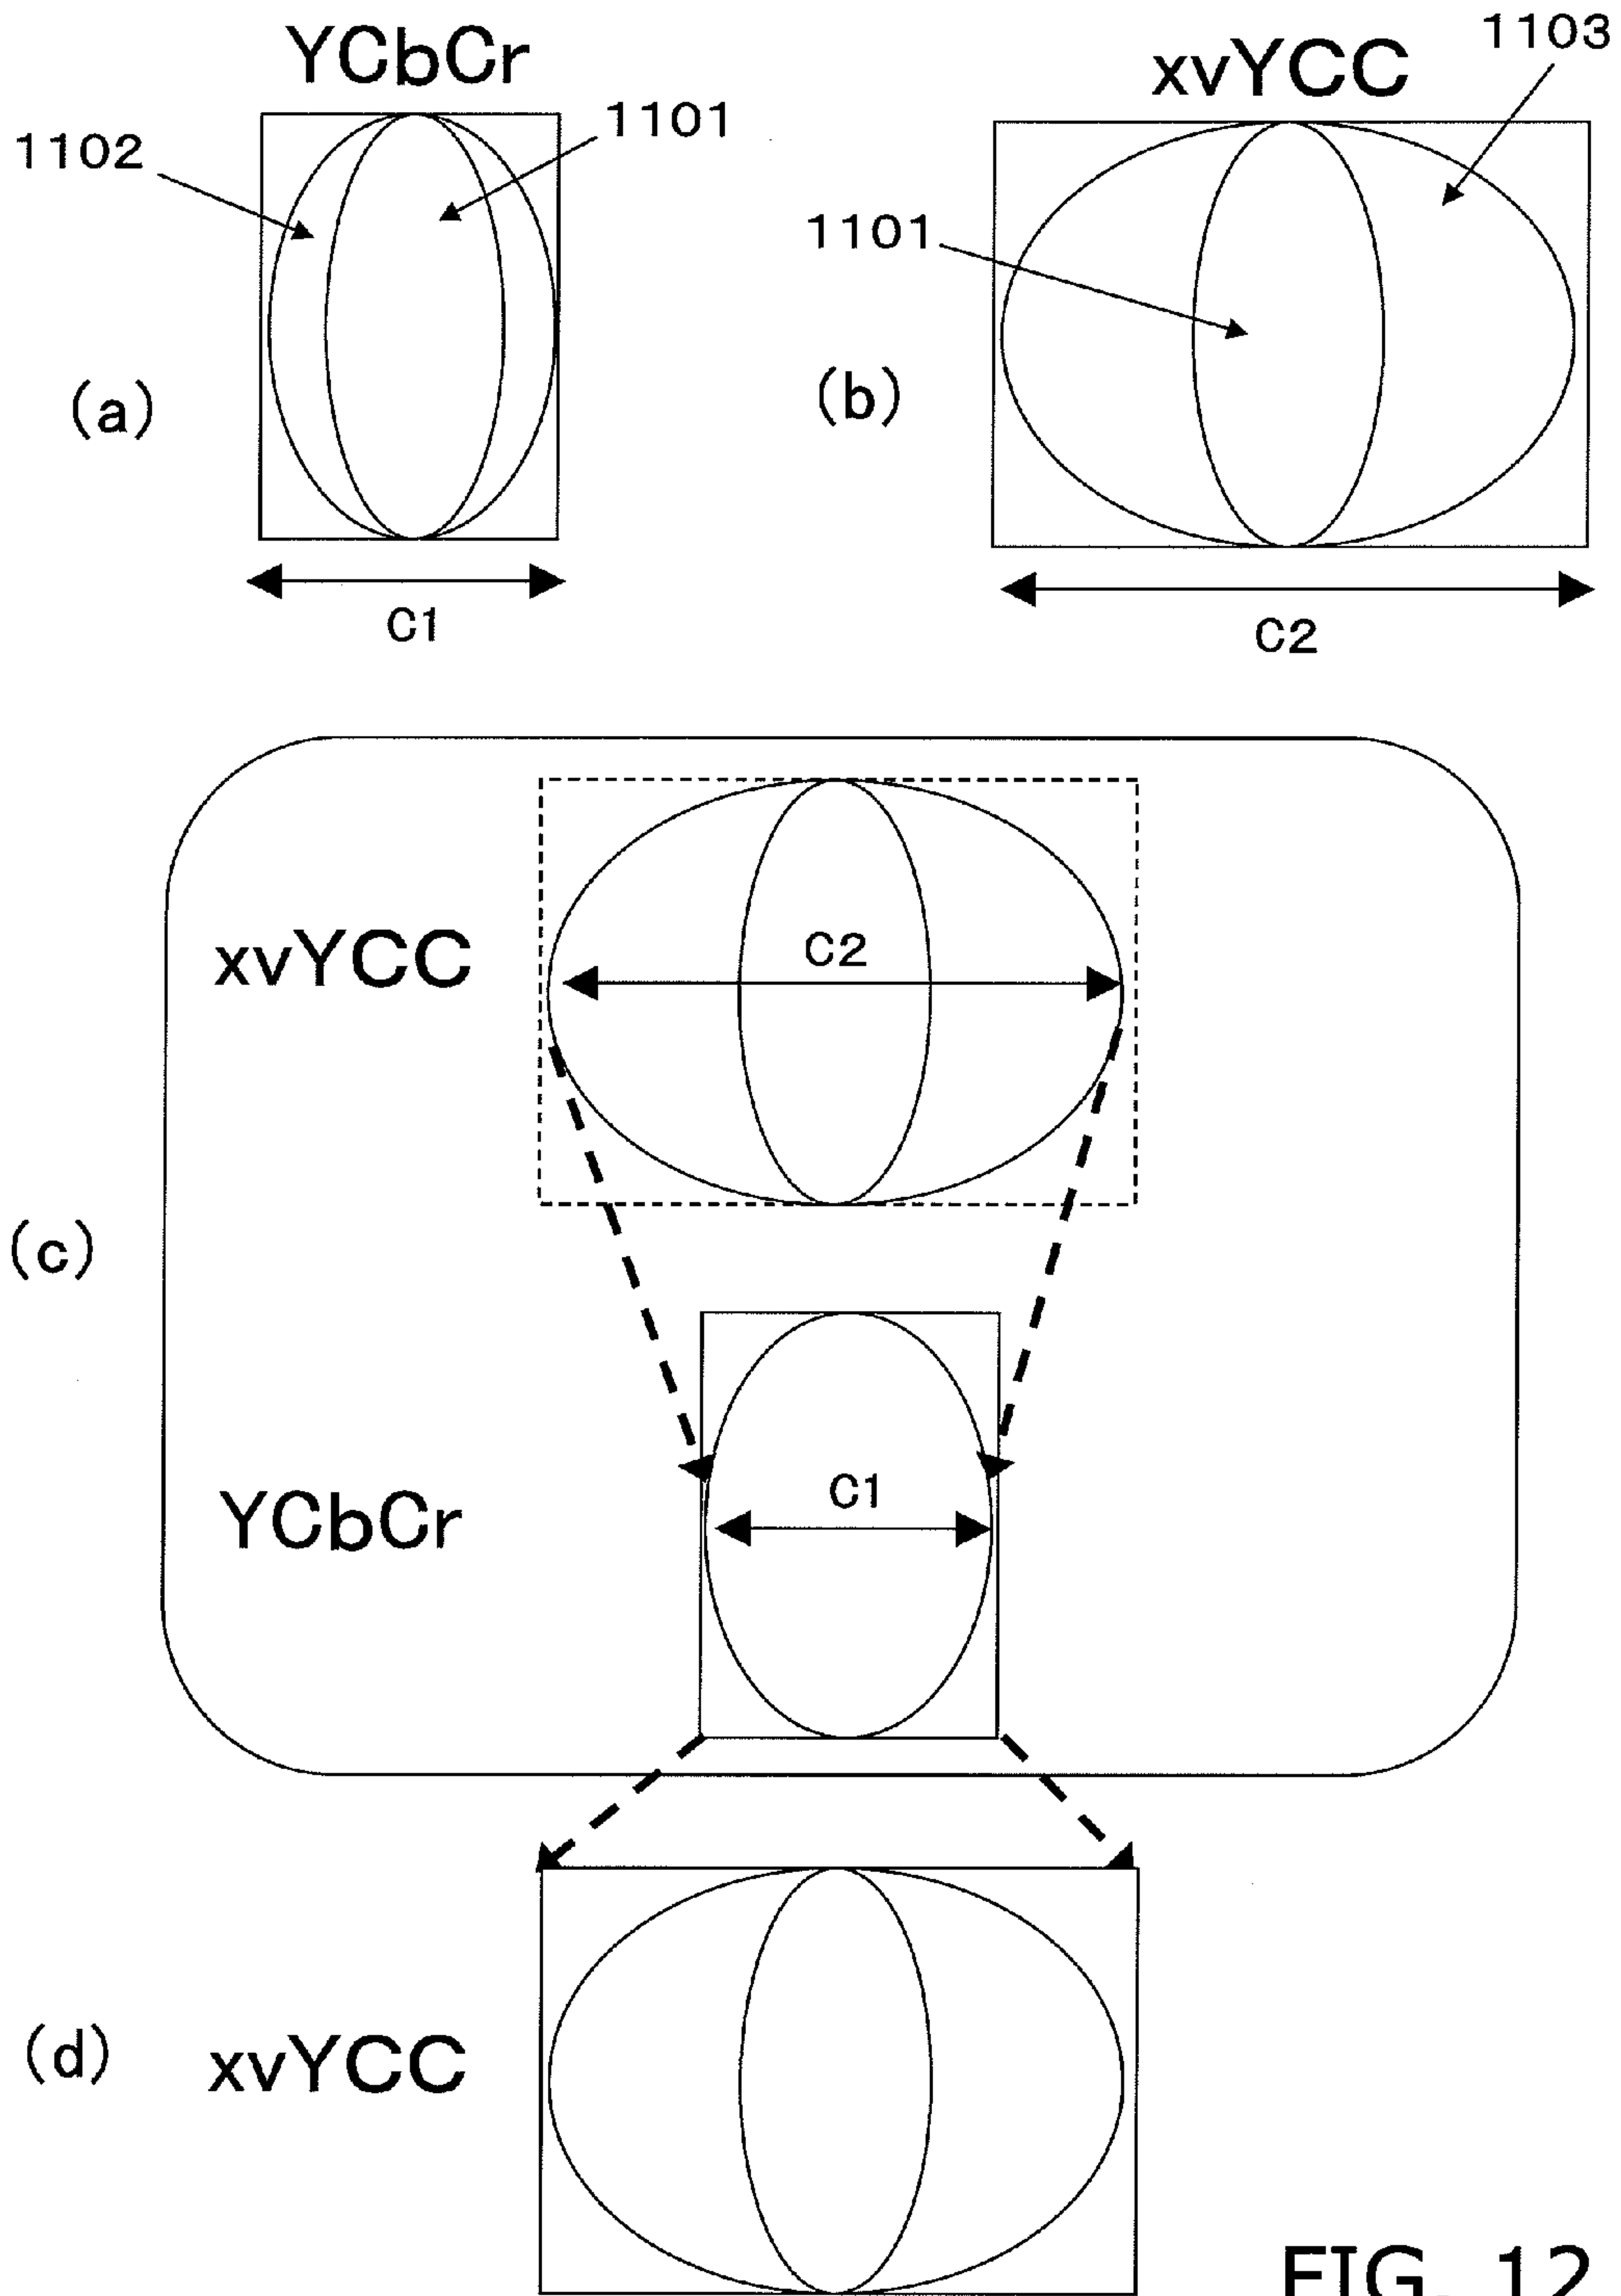 YCbCr
1102
1101
(a)
C1
xvYCC
1103
1101
(b)
C2
(c)
xvYCC
C2
YCbCr
C1
(d)
xvYCC
FIG. 12